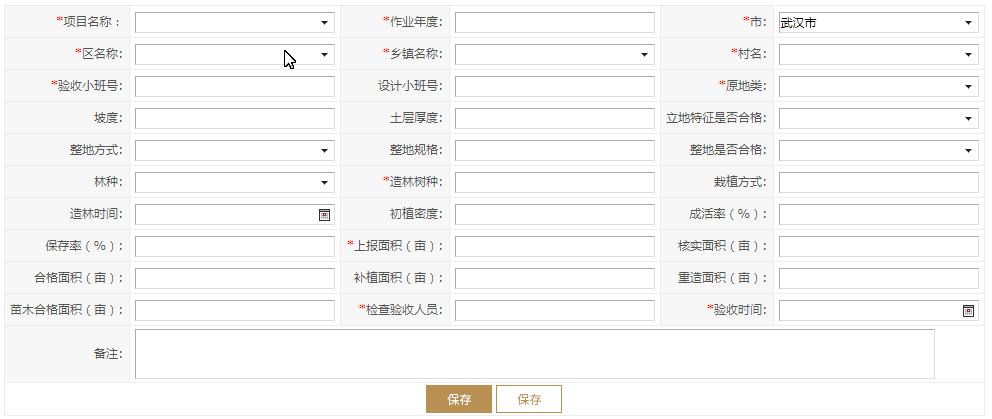 *项目名称： *作业年度: *市: 武汉市
*区名称: *乡镇名称: *村名:
*验收小班号: 设计小班号: *原地类:
坡度: 土层厚度: 立地特征是否合格:
整地方式: 整地规格: 整地是否合格:
林种: *造林树种: 栽植方式:
造林时间: 初植密度: 成活率（%）:
保存率（%）: *上报面积（亩）: 核实面积（亩）:
合格面积（亩）: 补植面积（亩）: 重造面积（亩）:
苗木合格面积（亩）: *检查验收人员: *验收时间:
备注:
保存 保存